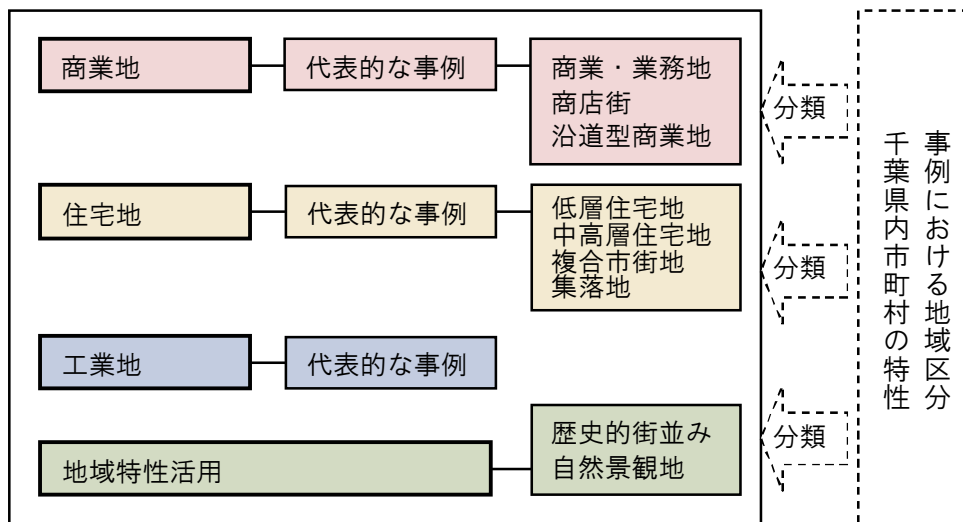 商業地
代表的な事例
商業・業務地
商店街
沿道型商業地
分類
住宅地
代表的な事例
低層住宅地
中高層住宅地
複合市街地
集落地
分類
工業地
代表的な事例
地域特性活用
歴史的街並み
自然景観地
分類
事例における地域区分
千葉県内市町村の特性